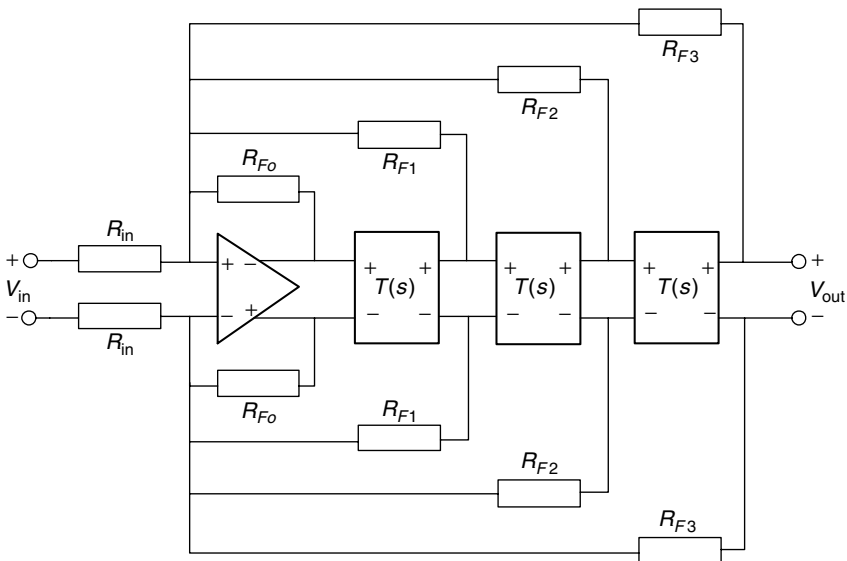 R_F3
R_F2
R_F1
R_Fo
R_in
+ + − + + + + + + +
V_in T(s) T(s) T(s) V_out
− − + − − − − − − −
R_in
R_Fo
R_F1
R_F2
R_F3